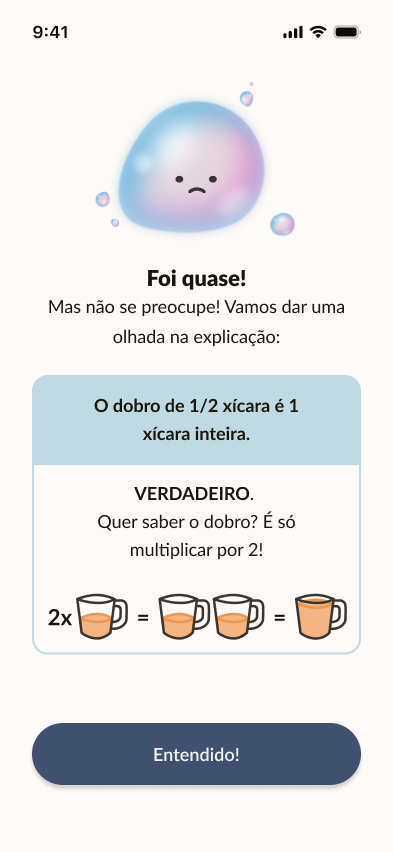 9:41
Foi quase!
Mas não se preocupe! Vamos dar uma
olhada na explicação:
O dobro de 1/2 xícara é 1
xícara inteira.
VERDADEIRO.
Quer saber o dobro? É só
multiplicar por 2!
2x = =
Entendido!